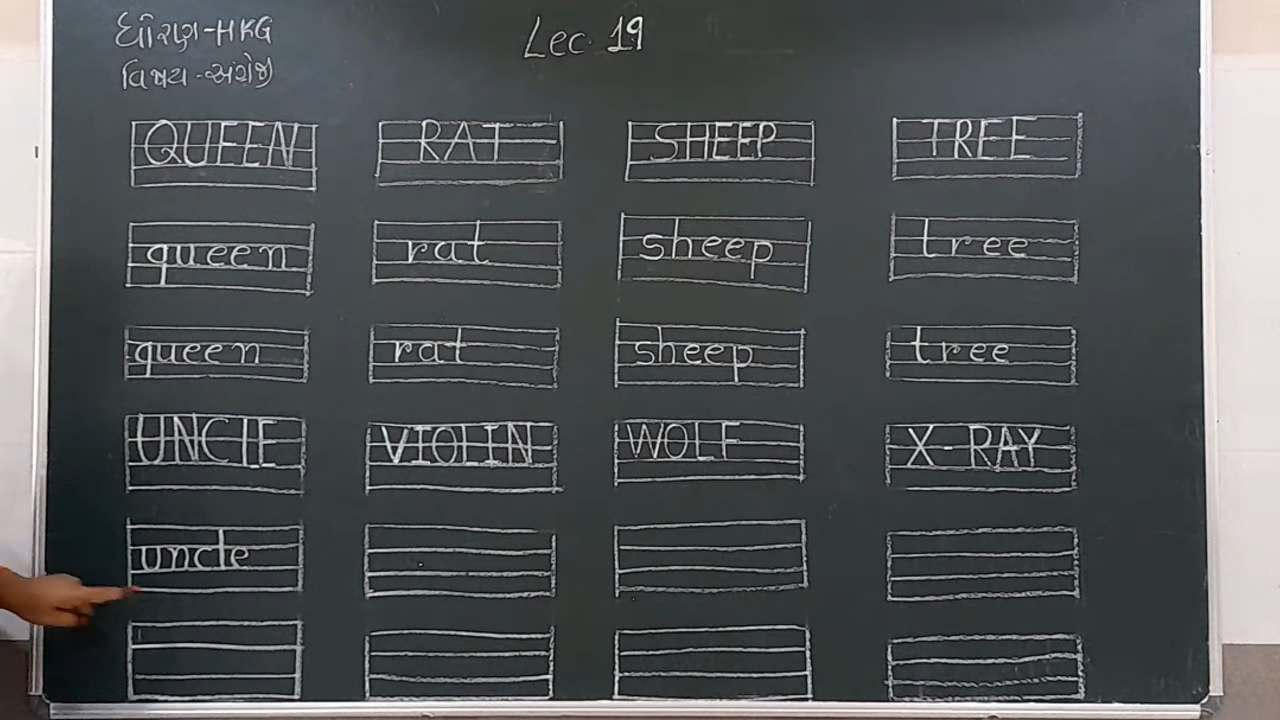 ધોરણ-HKG
વિષય-અંગ્રેજી
Lec. 19
QUEEN RAT SHEEP TREE
queen rat sheep tree
queen rat sheep tree
UNCLE VIOLIN WOLF X-RAY
uncle